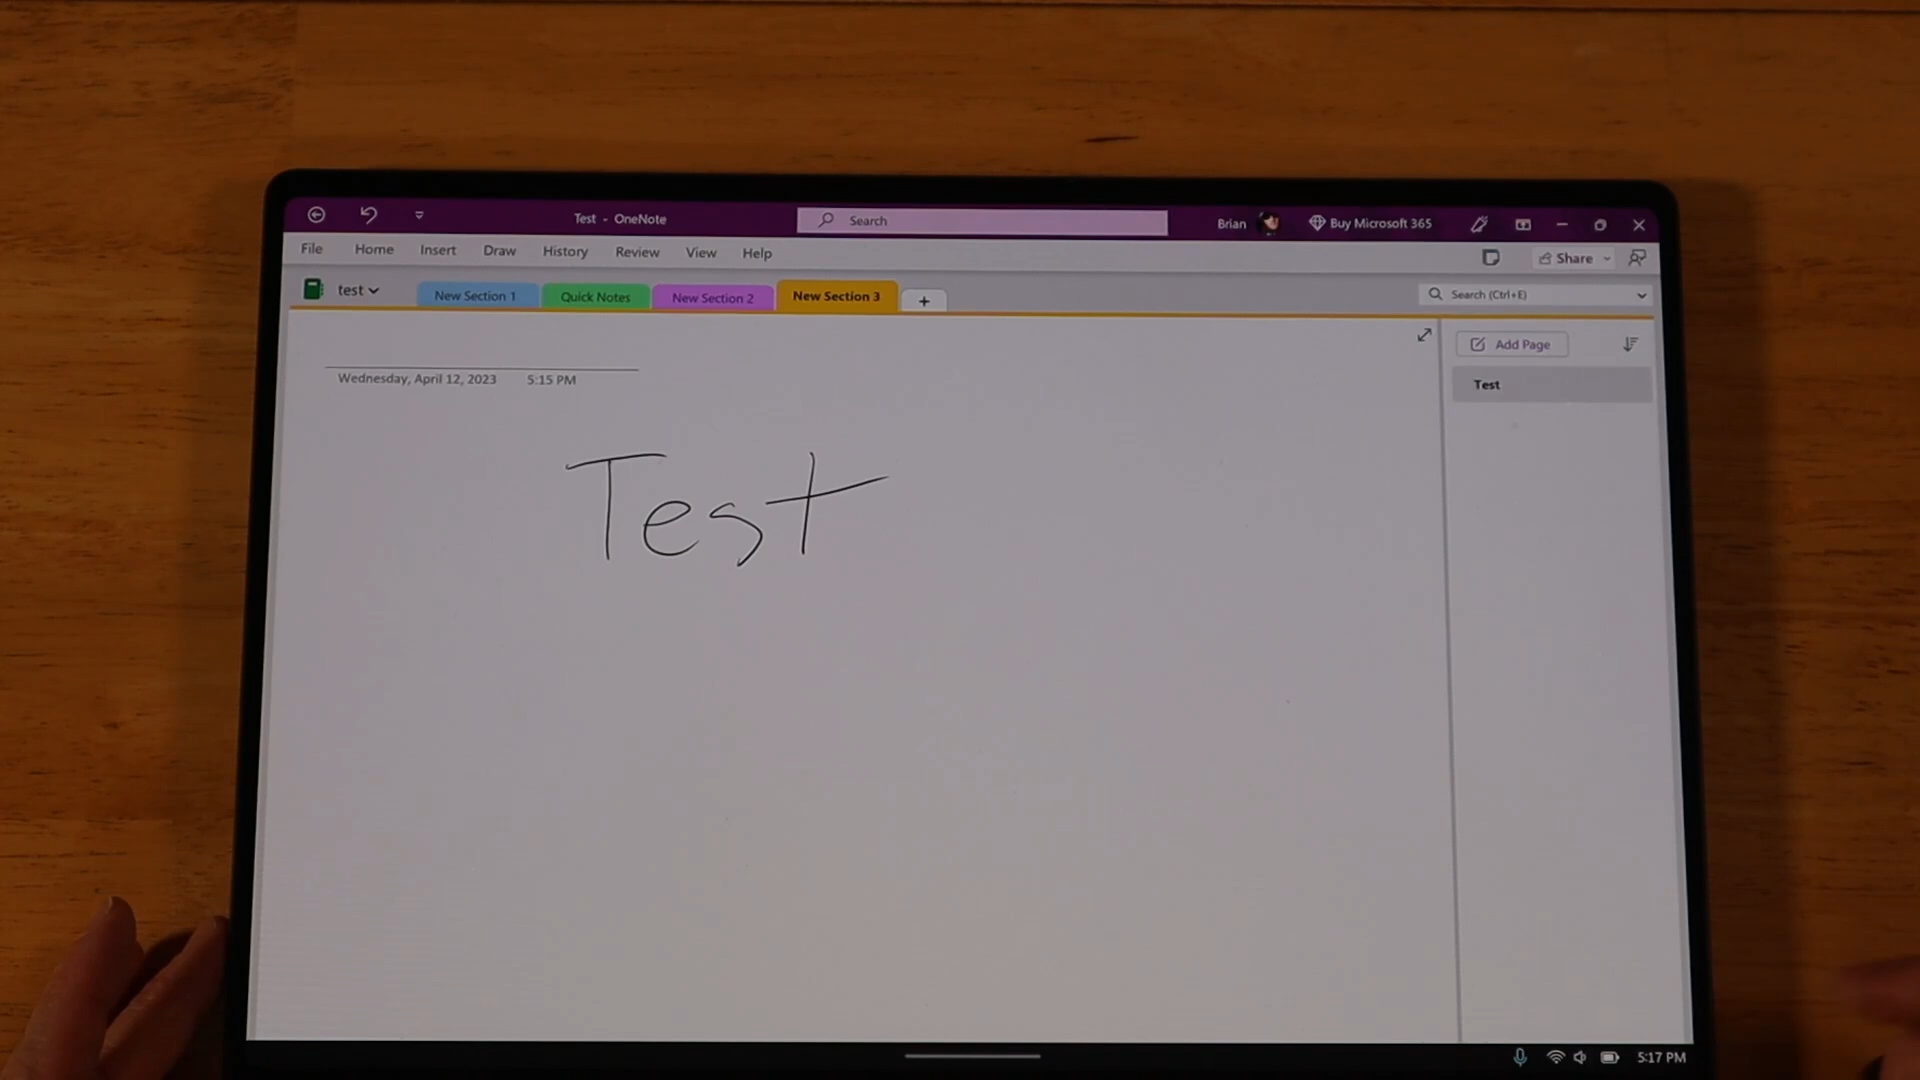 Test - OneNote
Search
Brian
Buy Microsoft 365
File Home Insert Draw History Review View Help
Share
test
New Section 1
Quick Notes
New Section 2
New Section 3
+
Search (Ctrl+E)
Add Page
Wednesday, April 12, 2023 5:15 PM
Test
Test
5:17 PM